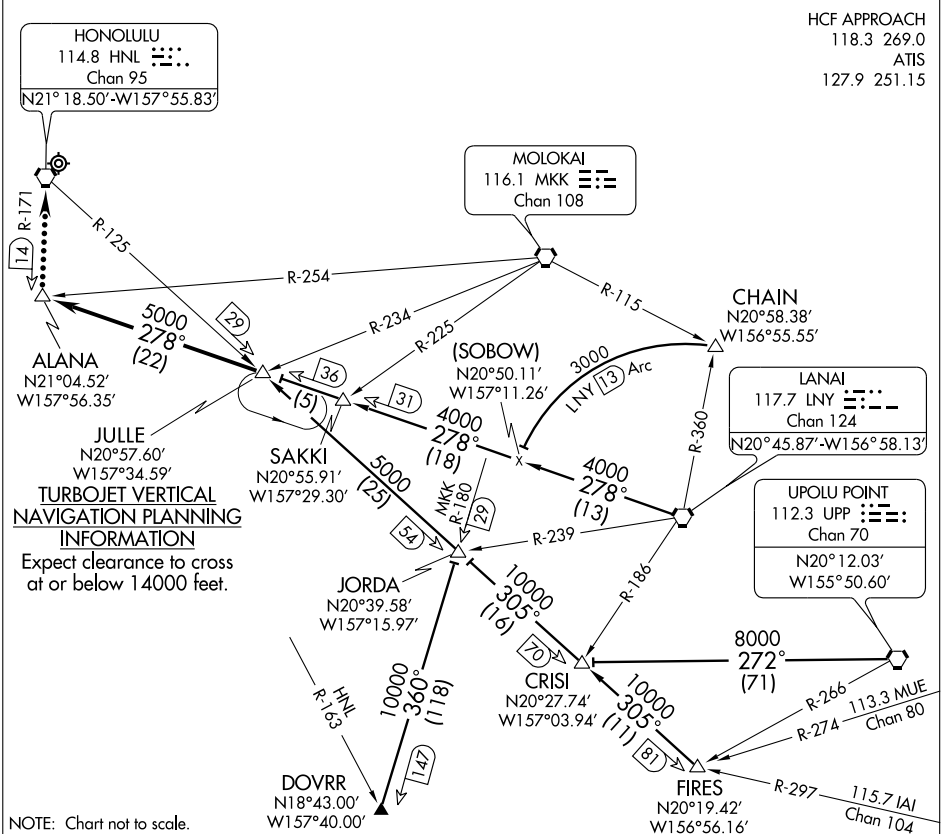 HCF APPROACH
118.3 269.0
ATIS
127.9 251.15
HONOLULU
114.8 HNL
Chan 95
N21° 18.50′-W157°55.83′
MOLOKAI
116.1 MKK
Chan 108
R-171
14
R-125
R-254
R-234
R-225
R-115
CHAIN
N20°58.38′
W156°55.55′
5000
278°
(22)
29
ALANA
N21°04.52′
W157°56.35′
(SOBOW)
N20°50.11′
W157°11.26′
3000
LNY 13 Arc
LANAI
117.7 LNY
Chan 124
N20°45.87′-W156°58.13′
R-360
36
(5)
31
JULLE
N20°57.60′
W157°34.59′
SAKKI
N20°55.91′
W157°29.30′
4000
278°
(18)
4000
278°
(13)
TURBOJET VERTICAL
NAVIGATION PLANNING
INFORMATION
Expect clearance to cross
at or below 14000 feet.
5000
(25)
MKK
R-180
29
54
R-239
R-186
UPOLU POINT
112.3 UPP
Chan 70
N20°12.03′
W155°50.60′
JORDA
N20°39.58′
W157°15.97′
10000
305°
(16)
70
8000
272°
(71)
CRISI
N20°27.74′
W157°03.94′
10000
305°
(11)
81
R-266
R-274 113.3 MUE
Chan 80
HNL
R-163
10000
360°
(118)
147
DOVRR
N18°43.00′
W157°40.00′
FIRES
N20°19.42′
W156°56.16′
R-297 115.7 IAI
Chan 104
NOTE: Chart not to scale.